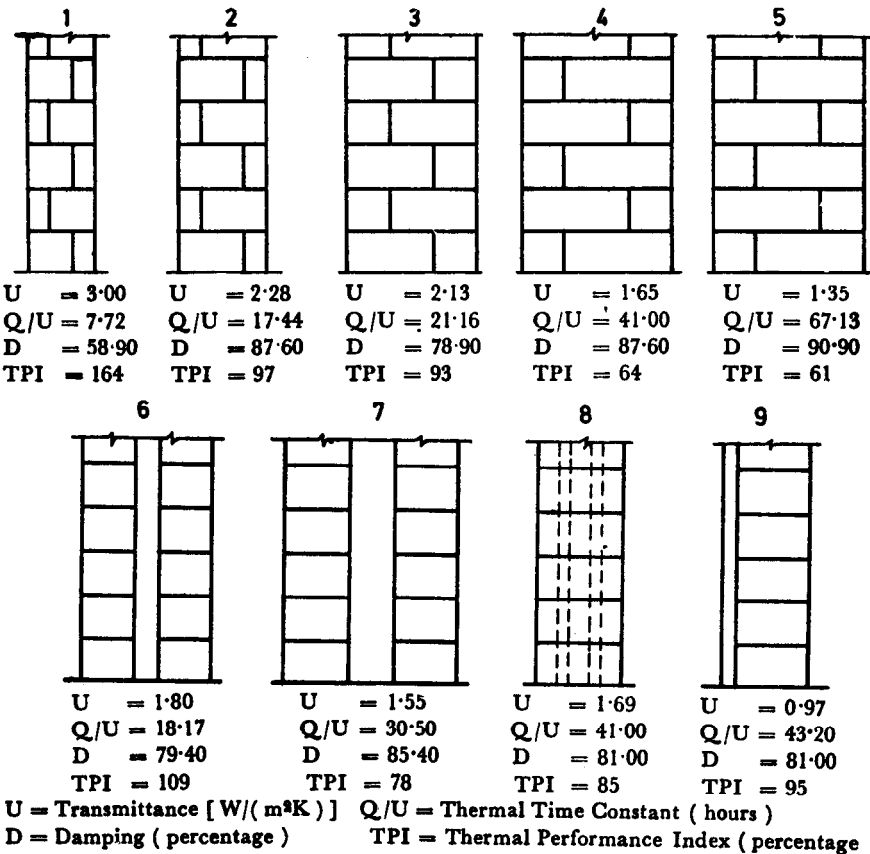 1 2 3 4 5
U = 3·00
Q/U = 7·72
D = 58·90
TPI = 164
U = 2·28
Q/U = 17·44
D = 87·60
TPI = 97
U = 2·13
Q/U = 21·16
D = 78·90
TPI = 93
U = 1·65
Q/U = 41·00
D = 87·60
TPI = 64
U = 1·35
Q/U = 67·13
D = 90·90
TPI = 61
6 7 8 9
U = 1·80
Q/U = 18·17
D = 79·40
TPI = 109
U = 1·55
Q/U = 30·50
D = 85·40
TPI = 78
U = 1·69
Q/U = 41·00
D = 81·00
TPI = 85
U = 0·97
Q/U = 43·20
D = 81·00
TPI = 95
U = Transmittance [ W/( m²K ) ] Q/U = Thermal Time Constant ( hours )
D = Damping ( percentage ) TPI = Thermal Performance Index ( percentage